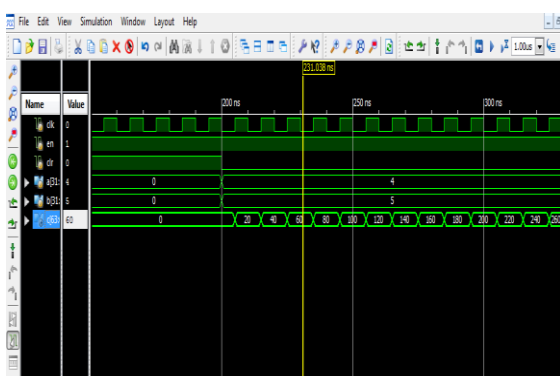 File Edit View Simulation Window Layout Help
1.00us
231.038 ns
Name Value
200 ns 250 ns 300 ns
clk 0
en 1
clr 0
a[31: 4 0 4
b[31: 5 0 5
c[63: 60 0 20 40 60 80 100 120 140 160 180 200 220 240 260